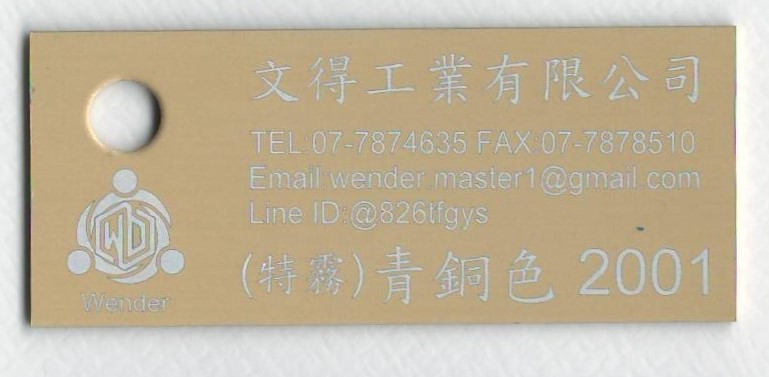 文得工業有限公司
TEL:07-7874635 FAX:07-7878510
Email:wender.master1@gmail.com
Line ID:@826tfgys
WD
Wender
(特霧)青銅色 2001